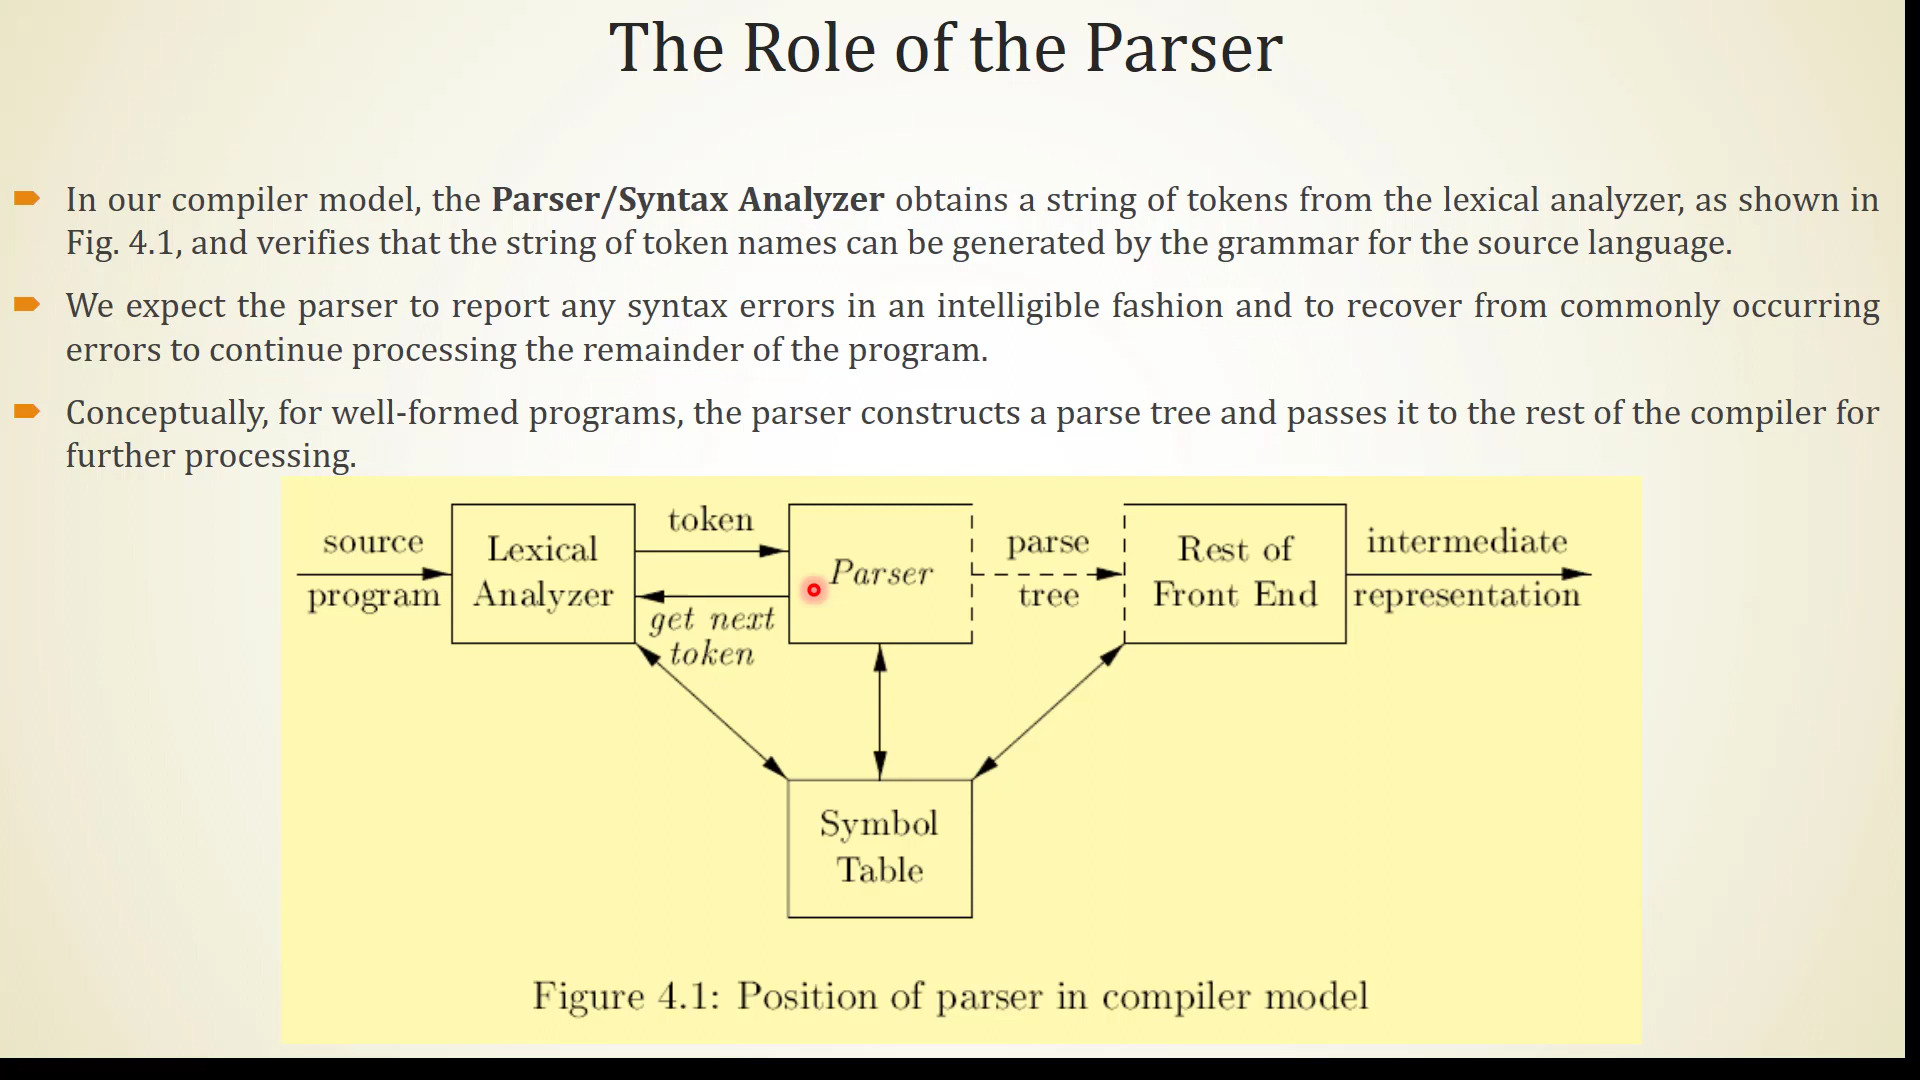 The Role of the Parser
In our compiler model, the Parser/Syntax Analyzer obtains a string of tokens from the lexical analyzer, as shown in
Fig. 4.1, and verifies that the string of token names can be generated by the grammar for the source language.
We expect the parser to report any syntax errors in an intelligible fashion and to recover from commonly occurring
errors to continue processing the remainder of the program.
Conceptually, for well-formed programs, the parser constructs a parse tree and passes it to the rest of the compiler for
further processing.
source
program
Lexical
Analyzer
token
get next
token
Parser
parse
tree
Rest of
Front End
intermediate
representation
Symbol
Table
Figure 4.1: Position of parser in compiler model